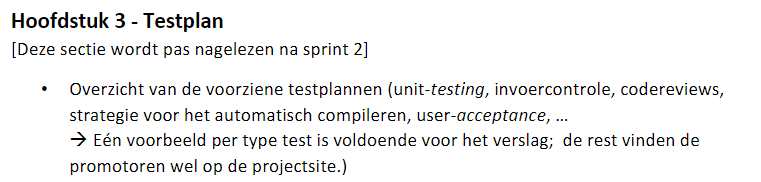 Hoofdstuk 3 - Testplan
[Deze sectie wordt pas nagelezen na sprint 2]
• Overzicht van de voorziene testplannen (unit-testing, invoercontrole, codereviews,
strategie voor het automatisch compileren, user-acceptance, …
→ Eén voorbeeld per type test is voldoende voor het verslag; de rest vinden de
promotoren wel op de projectsite.)